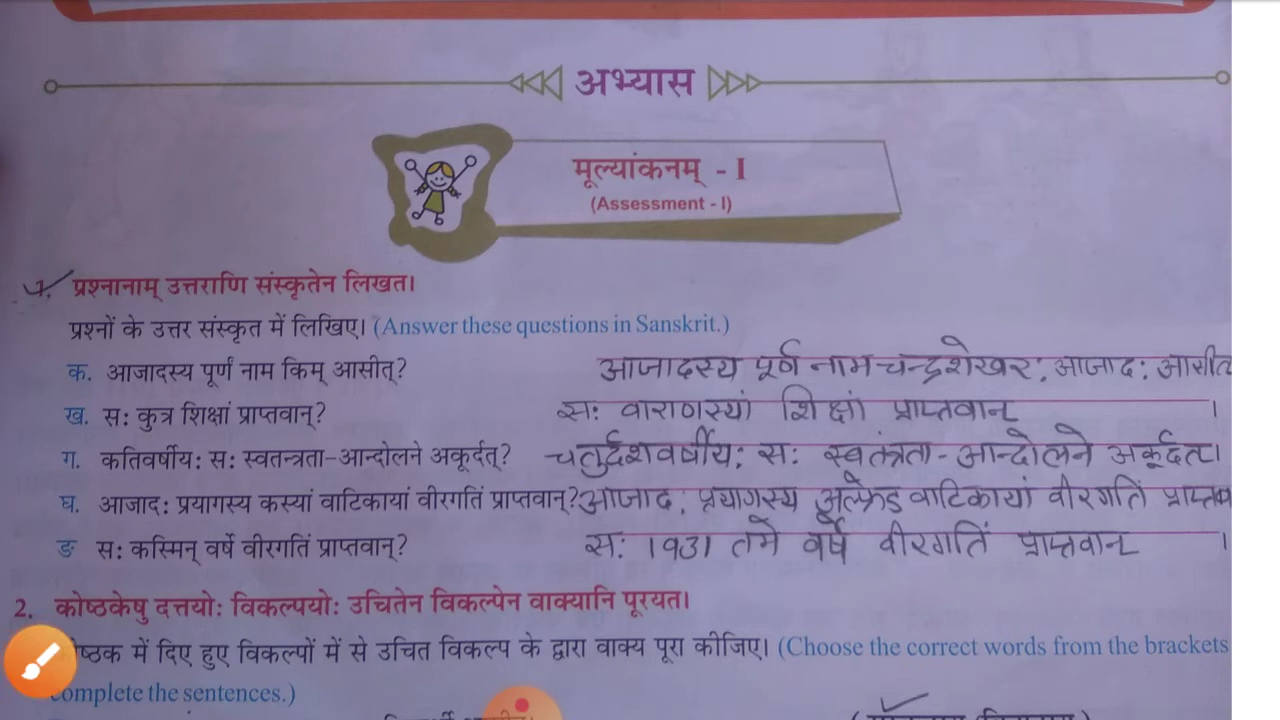 अभ्यास
मूल्यांकनम् - I
(Assessment - I)
1. प्रश्नानाम् उत्तराणि संस्कृतेन लिखत।
प्रश्नों के उत्तर संस्कृत में लिखिए। (Answer these questions in Sanskrit.)
क. आजादस्य पूर्णं नाम किम् आसीत्? आजादस्य पूर्णं नाम चन्द्रशेखरः आजादः आसीत
ख. सः कुत्र शिक्षां प्राप्तवान्? सः वाराणस्यां शिक्षां प्राप्तवान् ।
ग. कतिवर्षीयः सः स्वतन्त्रता-आन्दोलने अकूर्दत्? चतुर्दशवर्षीयः सः स्वतंत्रता - आन्दोलने अकूर्दत्।
घ. आजादः प्रयागस्य कस्यां वाटिकायां वीरगतिं प्राप्तवान्? आजादः प्रयागस्य अल्फ्रेड वाटिकायां वीरगतिं प्राप्तव
ङ सः कस्मिन् वर्षे वीरगतिं प्राप्तवान्? सः 1931 तमे वर्षे वीरगतिं प्राप्तवान् ।
2. कोष्ठकेषु दत्तयोः विकल्पयोः उचितेन विकल्पेन वाक्यानि पूरयत।
ोष्ठक में दिए हुए विकल्पों में से उचित विकल्प के द्वारा वाक्य पूरा कीजिए। (Choose the correct words from the brackets
complete the sentences.)